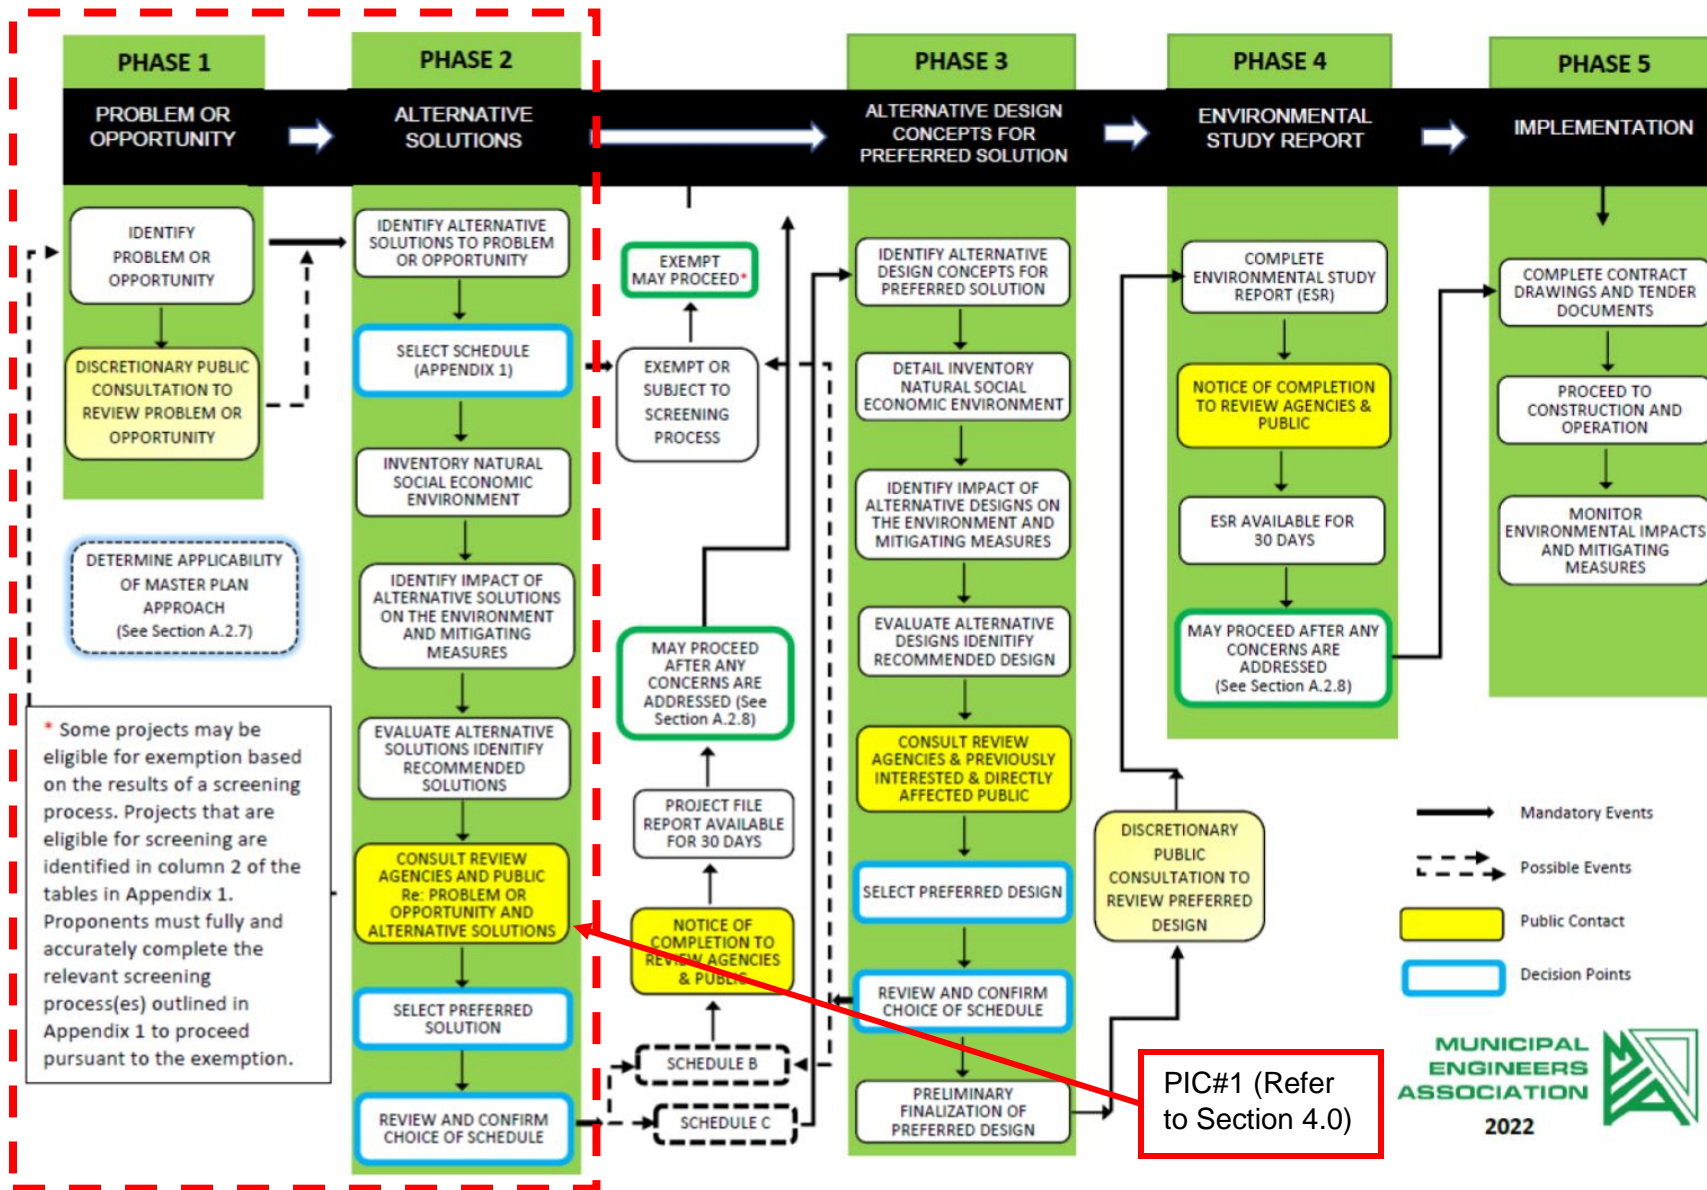 PHASE 1
PROBLEM OR
OPPORTUNITY
IDENTIFY
PROBLEM OR
OPPORTUNITY
DISCRETIONARY PUBLIC
CONSULTATION TO
REVIEW PROBLEM OR
OPPORTUNITY
DETERMINE APPLICABILITY
OF MASTER PLAN
APPROACH
(See Section A.2.7)
* Some projects may be
eligible for exemption based
on the results of a screening
process. Projects that are
eligible for screening are
identified in column 2 of the
tables in Appendix 1.
Proponents must fully and
accurately complete the
relevant screening
process(es) outlined in
Appendix 1 to proceed
pursuant to the exemption.
PHASE 2
ALTERNATIVE
SOLUTIONS
IDENTIFY ALTERNATIVE
SOLUTIONS TO PROBLEM
OR OPPORTUNITY
SELECT SCHEDULE
(APPENDIX 1)
INVENTORY NATURAL
SOCIAL ECONOMIC
ENVIRONMENT
IDENTIFY IMPACT OF
ALTERNATIVE SOLUTIONS
ON THE ENVIRONMENT
AND MITIGATING
MEASURES
EVALUATE ALTERNATIVE
SOLUTIONS IDENITIFY
RECOMMENDED
SOLUTIONS
CONSULT REVIEW
AGENCIES AND PUBLIC
Re: PROBLEM OR
OPPORTUNITY AND
ALTERNATIVE SOLUTIONS
SELECT PREFERRED
SOLUTION
REVIEW AND CONFIRM
CHOICE OF SCHEDULE
EXEMPT
MAY PROCEED*
EXEMPT OR
SUBJECT TO
SCREENING
PROCESS
MAY PROCEED
AFTER ANY
CONCERNS ARE
ADDRESSED (See
Section A.2.8)
PROJECT FILE
REPORT AVAILABLE
FOR 30 DAYS
NOTICE OF
COMPLETION TO
REVIEW AGENCIES
& PUBLIC
SCHEDULE B
SCHEDULE C
PHASE 3
ALTERNATIVE DESIGN
CONCEPTS FOR
PREFERRED SOLUTION
IDENTIFY ALTERNATIVE
DESIGN CONCEPTS FOR
PREFERRED SOLUTION
DETAIL INVENTORY
NATURAL SOCIAL
ECONOMIC ENVIRONMENT
IDENTIFY IMPACT OF
ALTERNATIVE DESIGNS ON
THE ENVIRONMENT AND
MITIGATING MEASURES
EVALUATE ALTERNATIVE
DESIGNS IDENITIFY
RECOMMENDED DESIGN
CONSULT REVIEW
AGENCIES & PREVIOUSLY
INTERESTED & DIRECTLY
AFFECTED PUBLIC
SELECT PREFERRED DESIGN
REVIEW AND CONFIRM
CHOICE OF SCHEDULE
PRELIMINARY
FINALIZATION OF
PREFERRED DESIGN
PHASE 4
ENVIRONMENTAL
STUDY REPORT
COMPLETE
ENVIRONMENTAL STUDY
REPORT (ESR)
NOTICE OF COMPLETION
TO REVIEW AGENCIES &
PUBLIC
ESR AVAILABLE FOR
30 DAYS
MAY PROCEED AFTER ANY
CONCERNS ARE
ADDRESSED
(See Section A.2.8)
DISCRETIONARY
PUBLIC
CONSULTATION TO
REVIEW PREFERRED
DESIGN
PIC#1 (Refer
to Section 4.0)
PHASE 5
IMPLEMENTATION
COMPLETE CONTRACT
DRAWINGS AND TENDER
DOCUMENTS
PROCEED TO
CONSTRUCTION AND
OPERATION
MONITOR
ENVIRONMENTAL IMPACTS
AND MITIGATING
MEASURES
Mandatory Events
Possible Events
Public Contact
Decision Points
MUNICIPAL
ENGINEERS
ASSOCIATION
2022